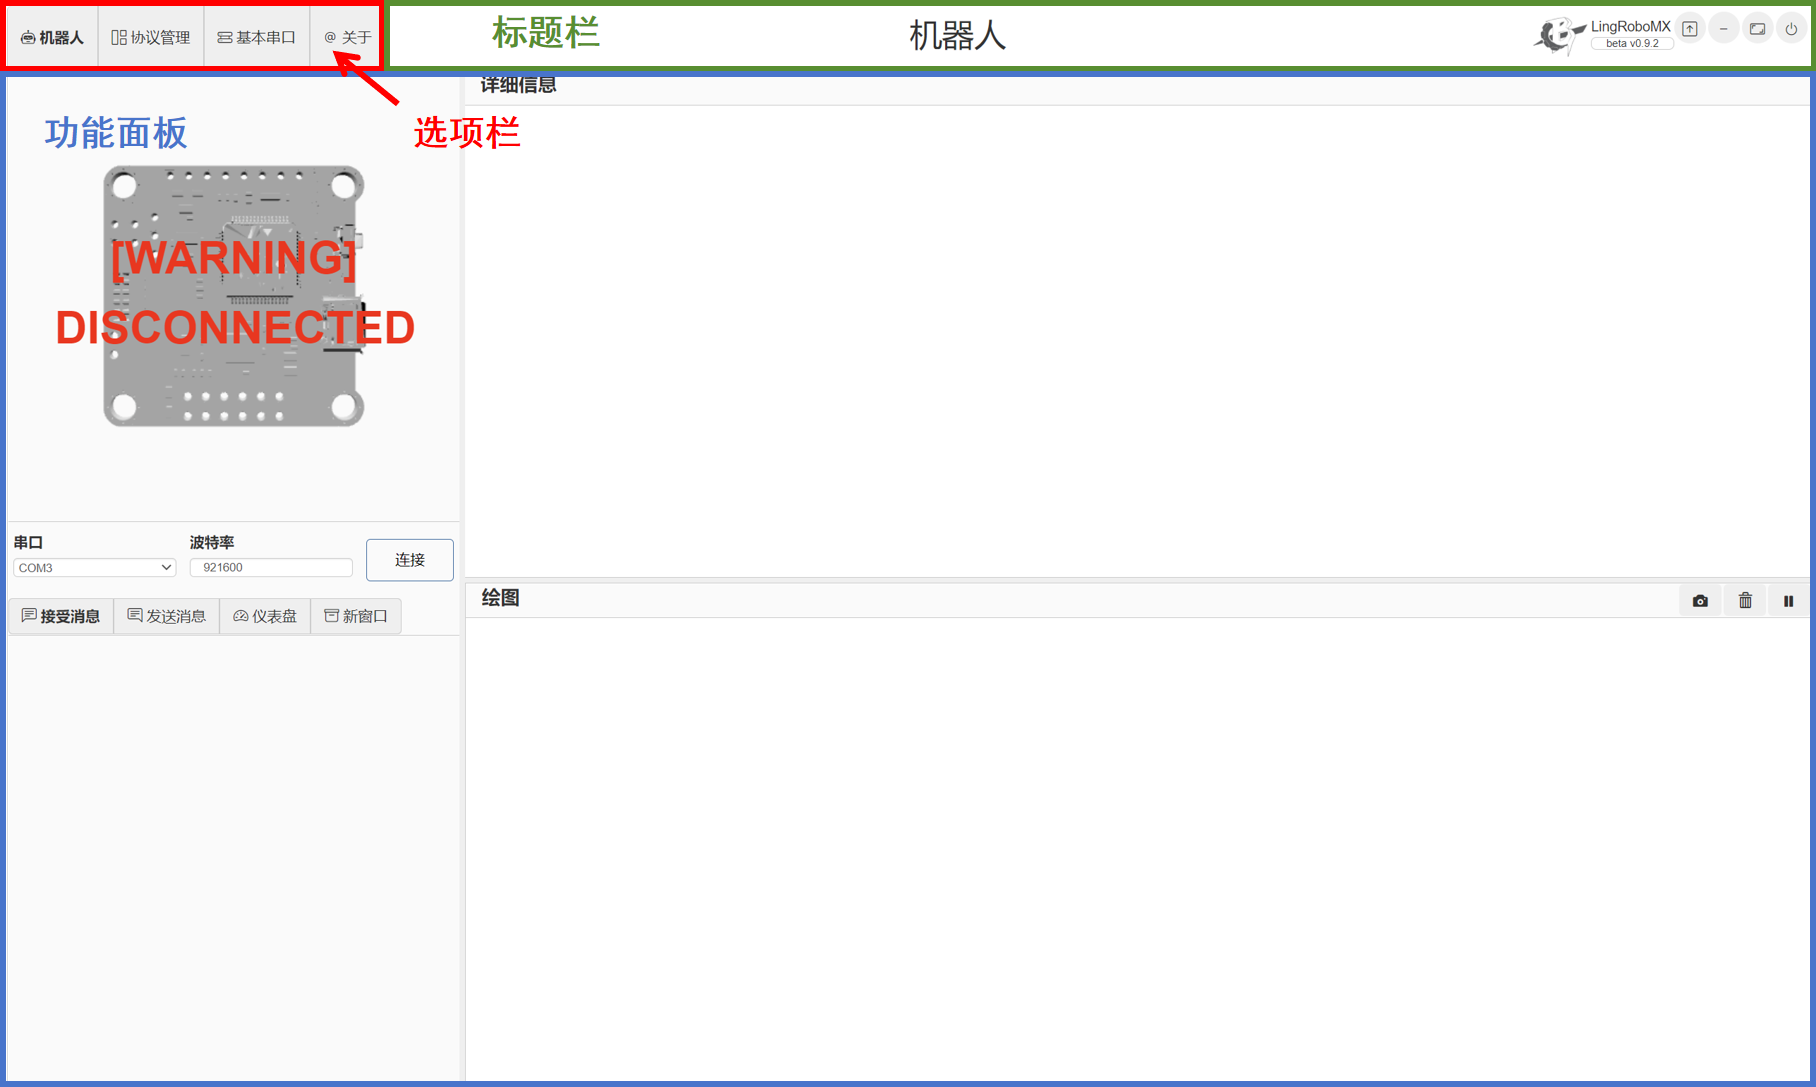 机器人 协议管理 基本串口 @ 关于
标题栏
机器人
LingRoboMX
beta v0.9.2
详细信息
功能面板
选项栏
[WARNING]
DISCONNECTED
串口 波特率
COM3 921600 连接
接受消息 发送消息 仪表盘 新窗口
绘图